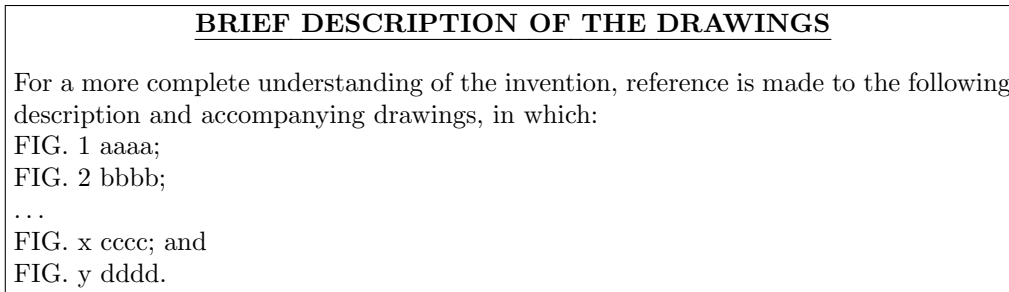 BRIEF DESCRIPTION OF THE DRAWINGS
For a more complete understanding of the invention, reference is made to the following
description and accompanying drawings, in which:
FIG. 1 aaaa;
FIG. 2 bbbb;
. . .
FIG. x cccc; and
FIG. y dddd.